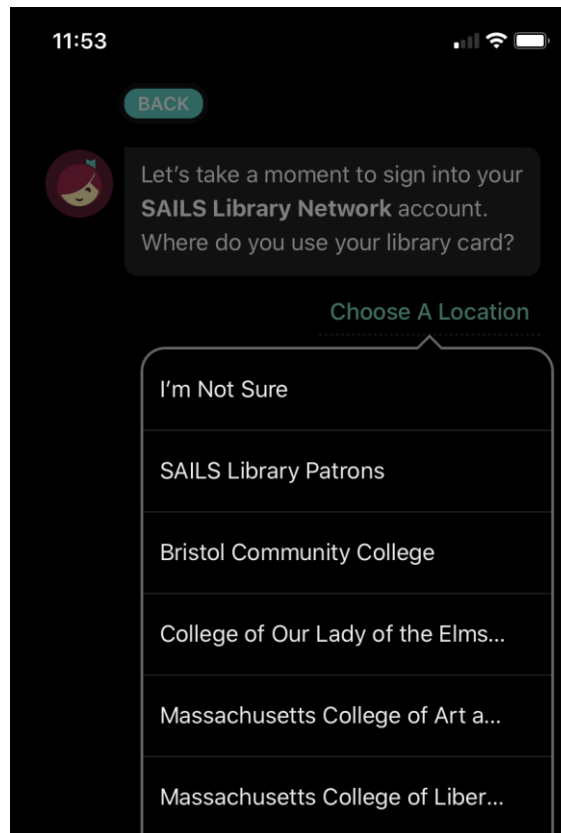 11:53
BACK
Let's take a moment to sign into your
SAILS Library Network account.
Where do you use your library card?
Choose A Location
I'm Not Sure
SAILS Library Patrons
Bristol Community College
College of Our Lady of the Elms...
Massachusetts College of Art a...
Massachusetts College of Liber...